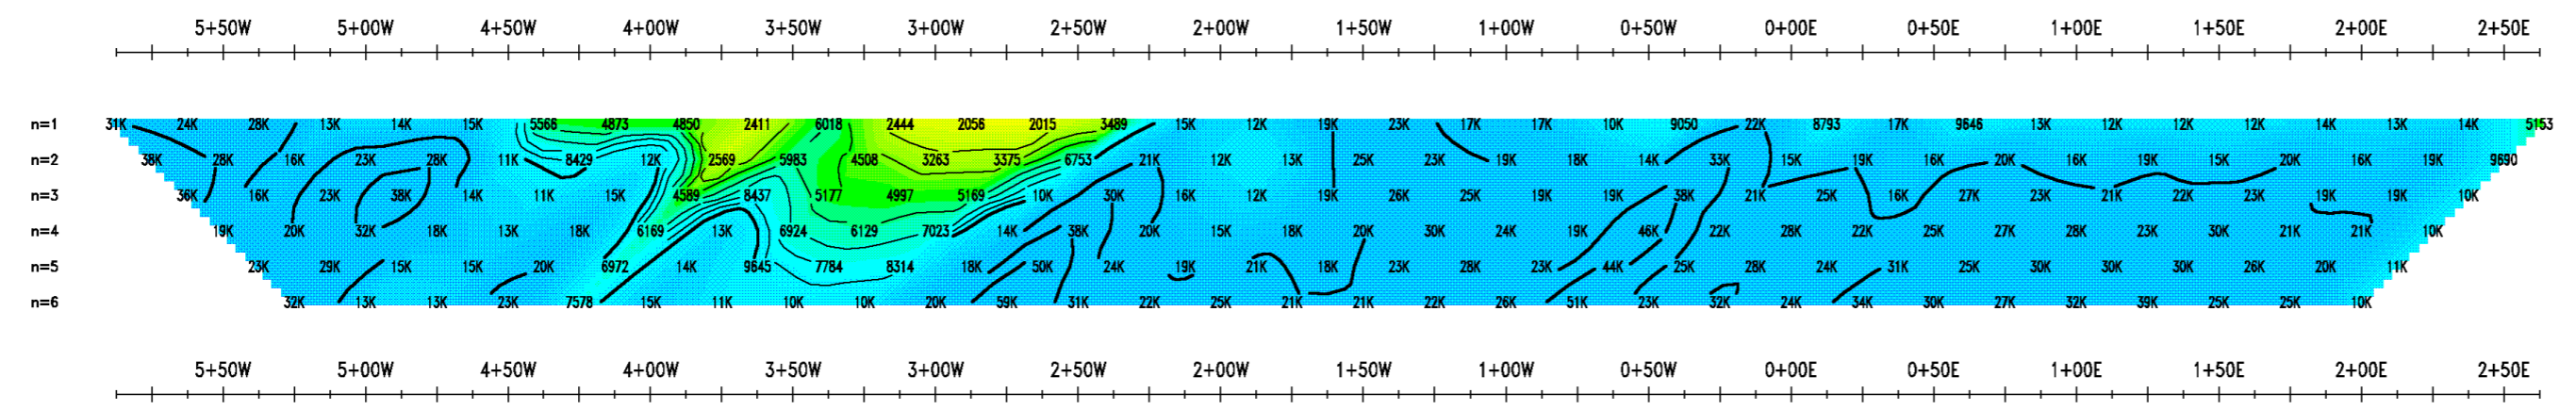 5+50W 5+00W 4+50W 4+00W 3+50W 3+00W 2+50W 2+00W 1+50W 1+00W 0+50W 0+00E 0+50E 1+00E 1+50E 2+00E 2+50E
n=1 31K 24K 28K 13K 14K 15K 5566 4873 4850 2411 6018 2444 2056 2015 3489 15K 12K 19K 23K 17K 17K 10K 9050 22K 8793 17K 9846 13K 12K 12K 12K 14K 13K 14K 5153
n=2 38K 28K 16K 23K 28K 11K 8429 12K 2569 5983 4508 3263 3375 6753 21K 12K 13K 25K 23K 19K 18K 14K 33K 15K 19K 16K 20K 16K 19K 15K 20K 16K 19K 9690
n=3 36K 16K 23K 38K 14K 11K 15K 4589 8437 5177 4997 5169 10K 30K 16K 12K 19K 26K 25K 19K 19K 38K 21K 25K 16K 27K 23K 21K 22K 23K 19K 19K 10K
n=4 19K 20K 32K 18K 13K 18K 6169 13K 6924 6129 7023 14K 38K 20K 15K 18K 20K 30K 24K 19K 46K 22K 28K 22K 25K 27K 28K 23K 30K 21K 21K 10K
n=5 23K 29K 15K 15K 20K 6972 14K 9645 7784 8314 18K 50K 24K 19K 21K 18K 23K 28K 23K 44K 25K 28K 24K 31K 25K 30K 30K 30K 26K 20K 11K
n=6 32K 13K 13K 23K 7578 15K 11K 10K 10K 20K 59K 31K 22K 25K 21K 21K 22K 26K 51K 23K 32K 24K 34K 30K 27K 32K 39K 25K 25K 10K
5+50W 5+00W 4+50W 4+00W 3+50W 3+00W 2+50W 2+00W 1+50W 1+00W 0+50W 0+00E 0+50E 1+00E 1+50E 2+00E 2+50E